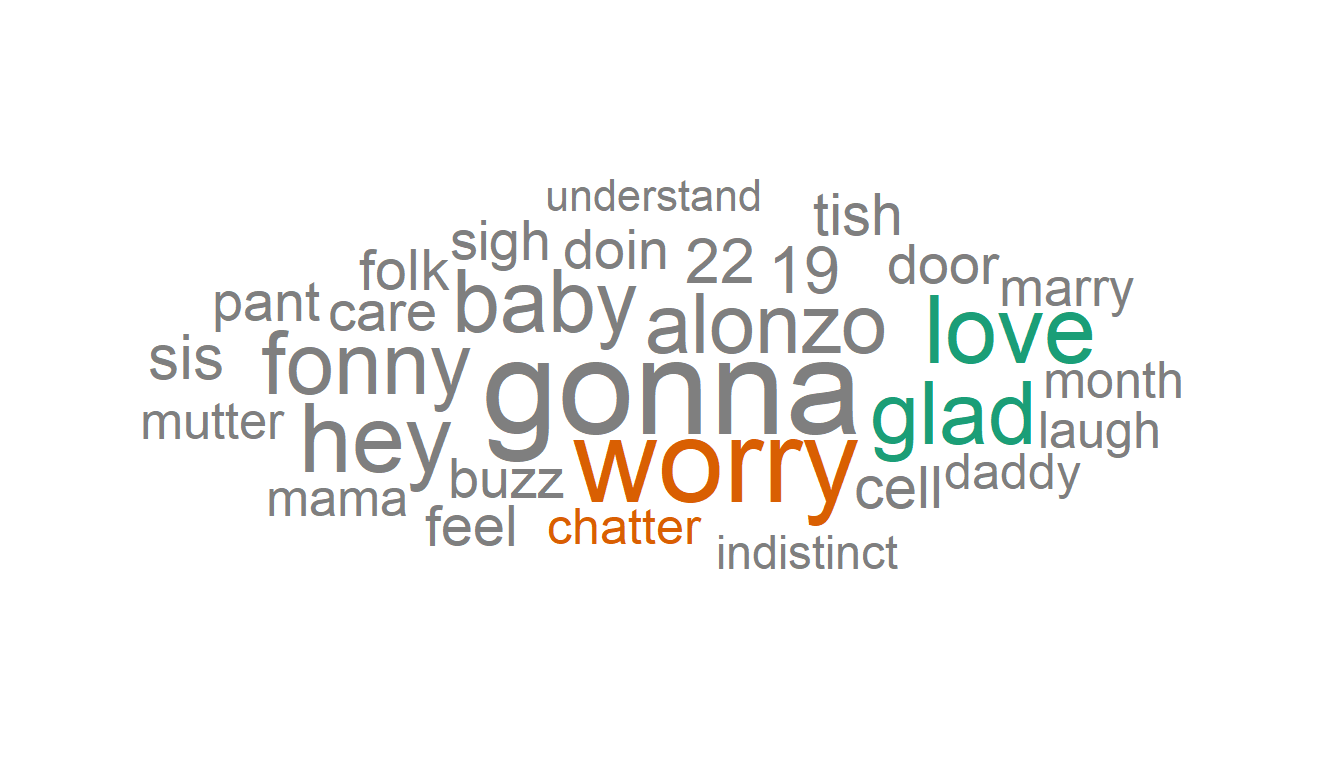 understand
tish
sigh doin 22 19 door
folk baby marry
pant care alonzo love
sis fonny gonna month
mutter hey glad laugh
worry
mama buzz cell daddy
feel chatter indistinct